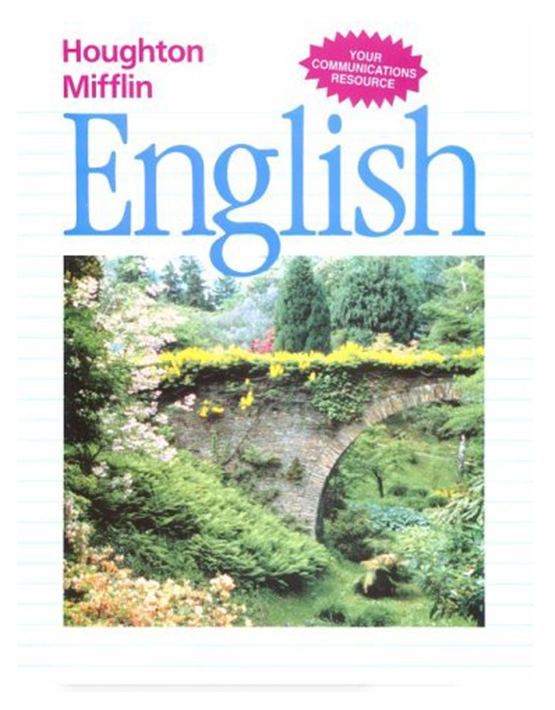 Houghton
Mifflin
YOUR
COMMUNICATIONS
RESOURCE
English